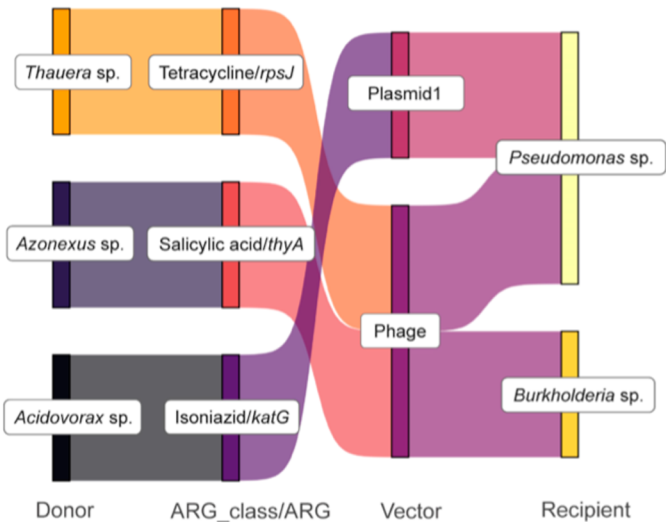 Thauera sp.
Tetracycline/rpsJ
Plasmid1
Pseudomonas sp.
Azonexus sp.
Salicylic acid/thyA
Phage
Acidovorax sp.
Isoniazid/katG
Burkholderia sp.
Donor
ARG_class/ARG
Vector
Recipient